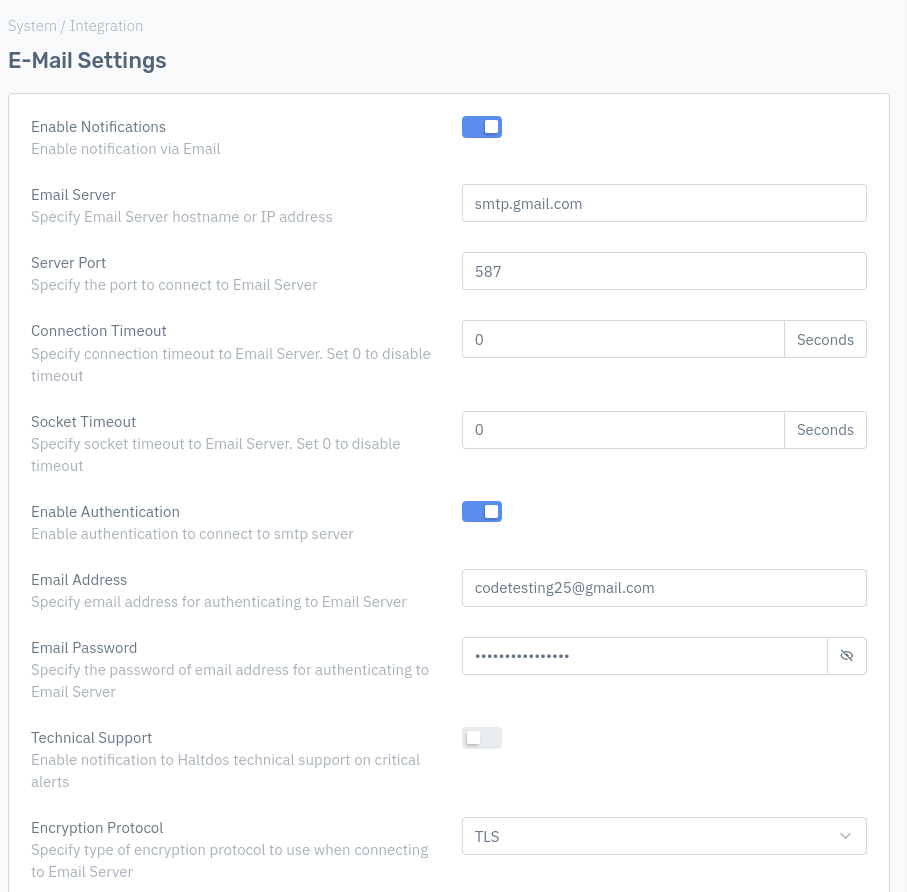 System / Integration
E-Mail Settings
Enable Notifications
Enable notification via Email
Email Server
Specify Email Server hostname or IP address
smtp.gmail.com
Server Port
Specify the port to connect to Email Server
587
Connection Timeout
Specify connection timeout to Email Server. Set 0 to disable
timeout
0
Seconds
Socket Timeout
Specify socket timeout to Email Server. Set 0 to disable
timeout
0
Seconds
Enable Authentication
Enable authentication to connect to smtp server
Email Address
Specify email address for authenticating to Email Server
codetesting25@gmail.com
Email Password
Specify the password of email address for authenticating to
Email Server
••••••••••••••••
Technical Support
Enable notification to Haltdos technical support on critical
alerts
Encryption Protocol
Specify type of encryption protocol to use when connecting
to Email Server
TLS